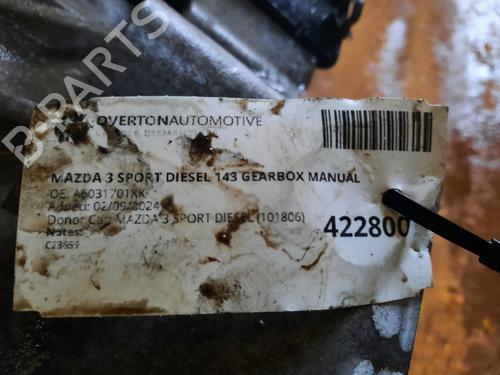 B-PARTS
OVERTONAUTOMOTIVE
MAZDA 3 SPORT DIESEL 143 GEARBOX MANUAL
OE: A6031701XK
Added: 02/09/2024
Donor Car: MAZDA 3 SPORT DIESEL (101806)
Notes:
C23659
422800